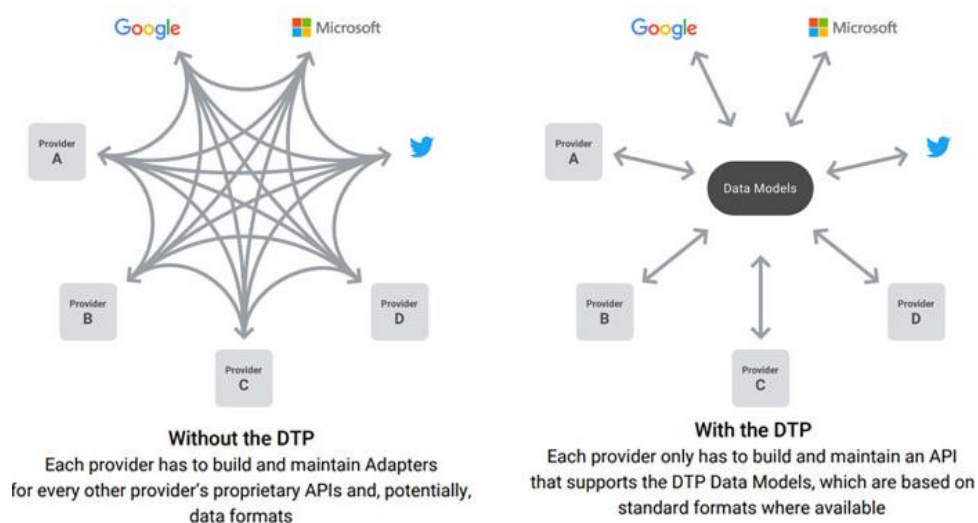 Google
Microsoft
Provider
A
Provider
B
Provider
C
Provider
D
Without the DTP
Each provider has to build and maintain Adapters
for every other provider's proprietary APIs and, potentially,
data formats
Google
Microsoft
Provider
A
Data Models
Provider
B
Provider
C
Provider
D
With the DTP
Each provider only has to build and maintain an API
that supports the DTP Data Models, which are based on
standard formats where available